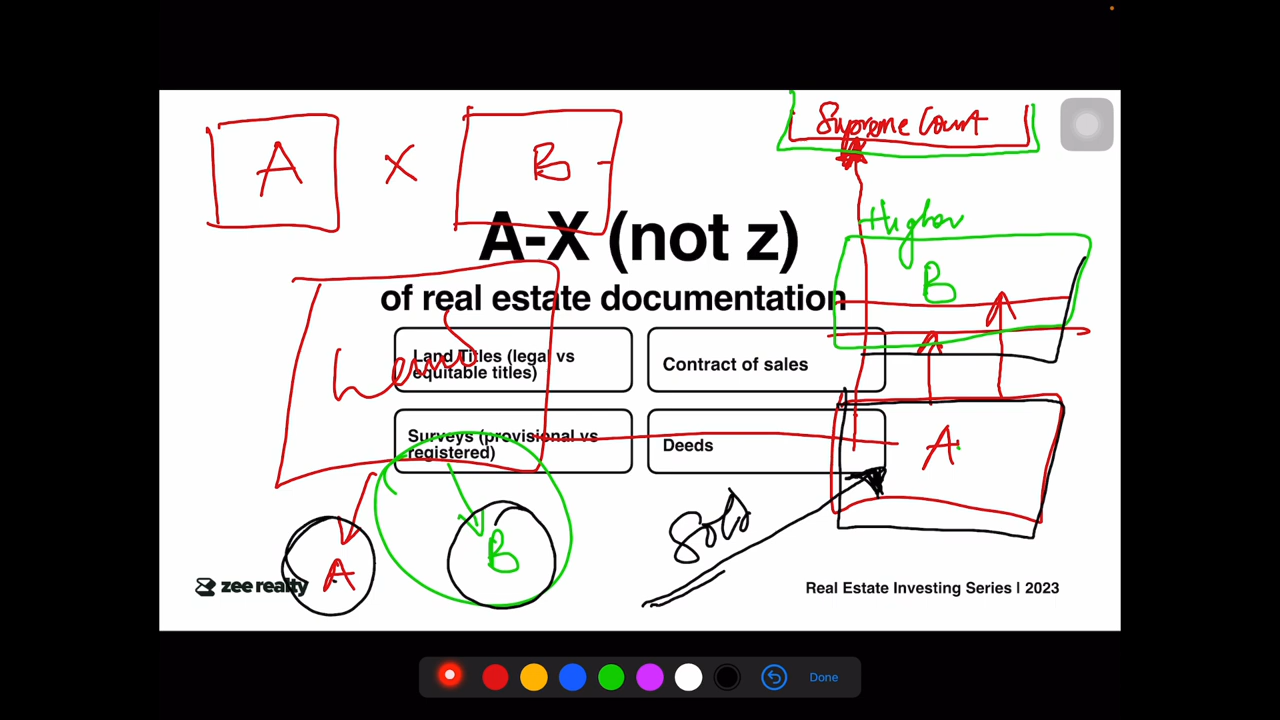 Supreme Court
A x B
Higher
A-X (not z)
B
of real estate documentation
Land Titles (legal vs
equitable titles)
Contract of sales
Surveys (provisional vs
registered)
Deeds
A
Sold
B
A
zee realty
Real Estate Investing Series | 2023
Done